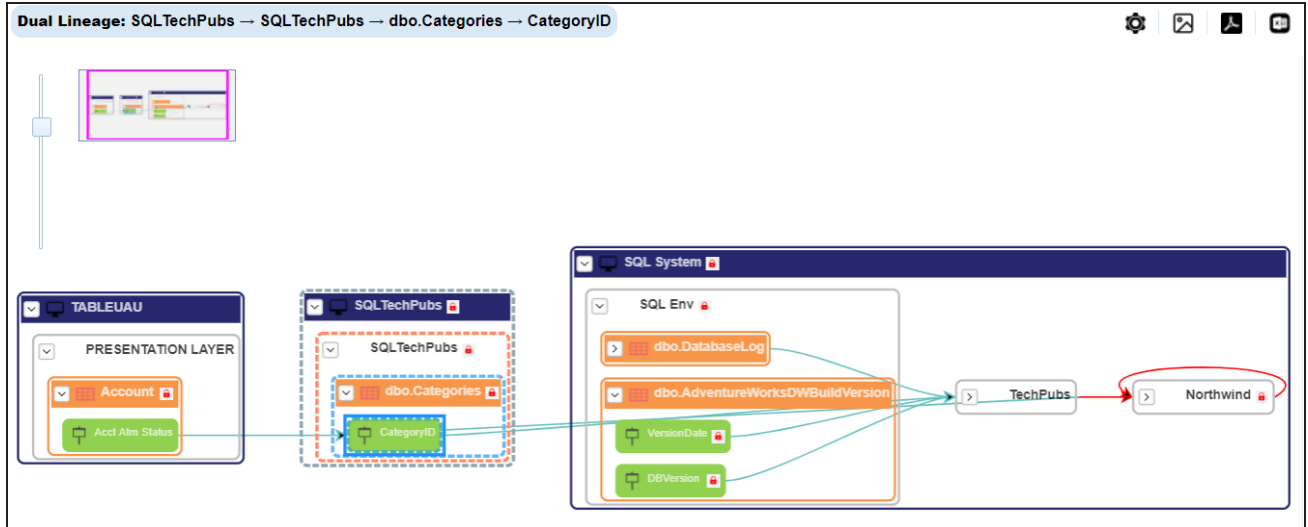 Dual Lineage: SQLTechPubs → SQLTechPubs → dbo.Categories → CategoryID
TABLEUAU
PRESENTATION LAYER
Account
Acct Atm Status
SQLTechPubs
SQLTechPubs
dbo.Categories
CategoryID
SQL System
SQL Env
dbo.DatabaseLog
dbo.AdventureWorksDWBuildVersion
VersionDate
DBVersion
TechPubs
Northwind